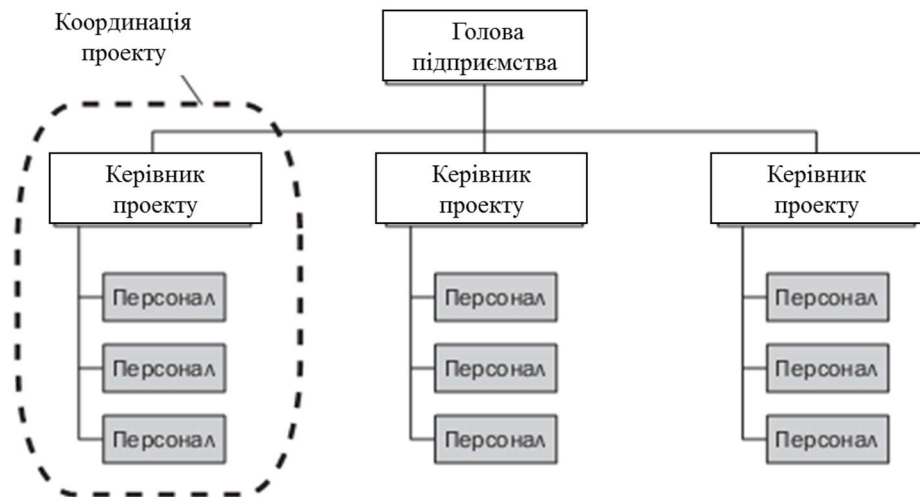 Координація
проекту
Голова
підприємства
Керівник
проекту
Керівник
проекту
Керівник
проекту
Персонал
Персонал
Персонал
Персонал
Персонал
Персонал
Персонал
Персонал
Персонал